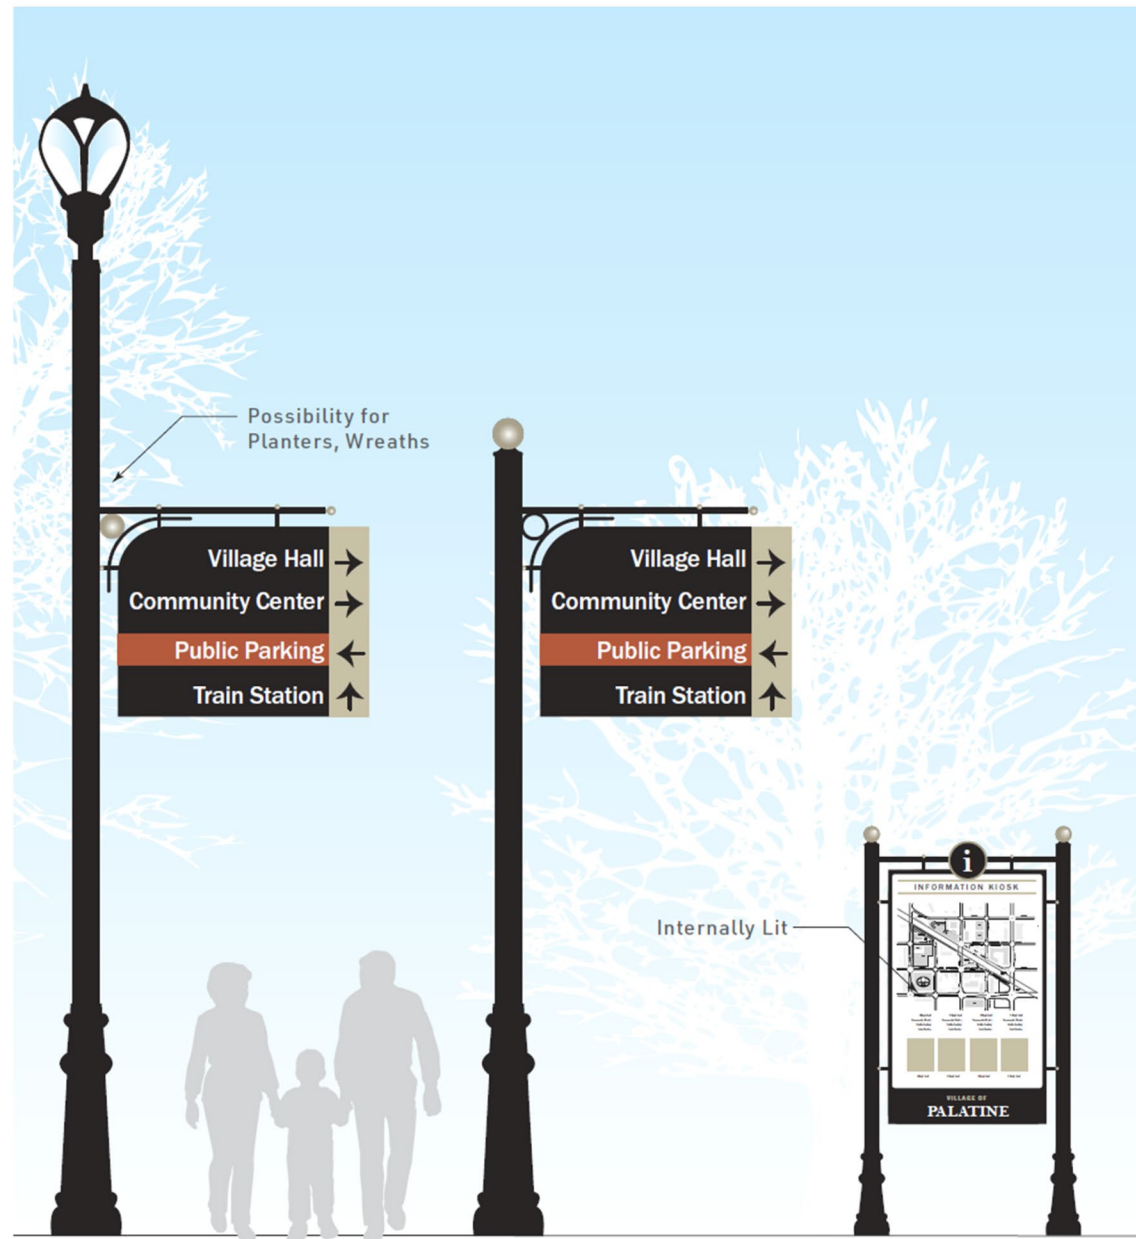 Possibility for
Planters, Wreaths
Village Hall
Community Center
Public Parking
Train Station
Village Hall
Community Center
Public Parking
Train Station
Internally Lit
i
INFORMATION KIOSK
VILLAGE OF
PALATINE